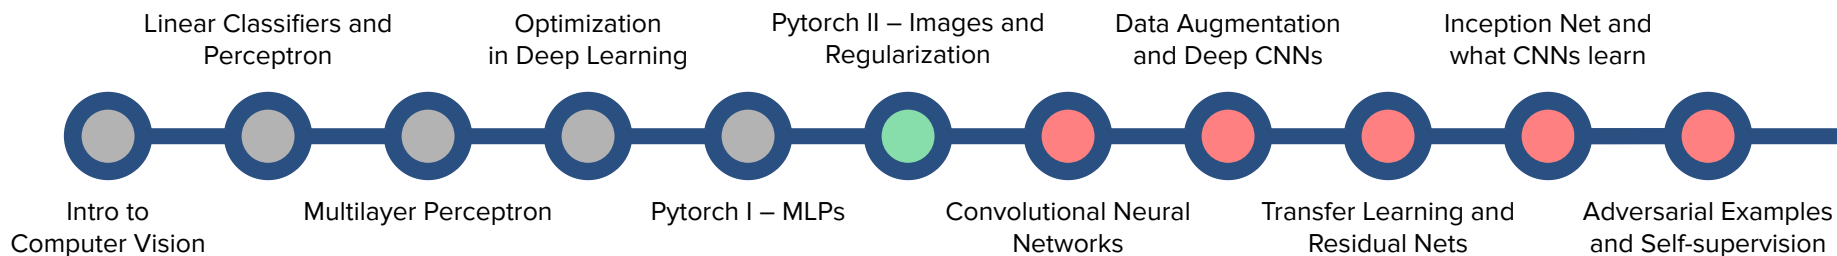 Linear Classifiers and
Perceptron
Optimization
in Deep Learning
Pytorch II – Images and
Regularization
Data Augmentation
and Deep CNNs
Inception Net and
what CNNs learn
Intro to
Computer Vision
Multilayer Perceptron
Pytorch I – MLPs
Convolutional Neural
Networks
Transfer Learning and
Residual Nets
Adversarial Examples
and Self-supervision